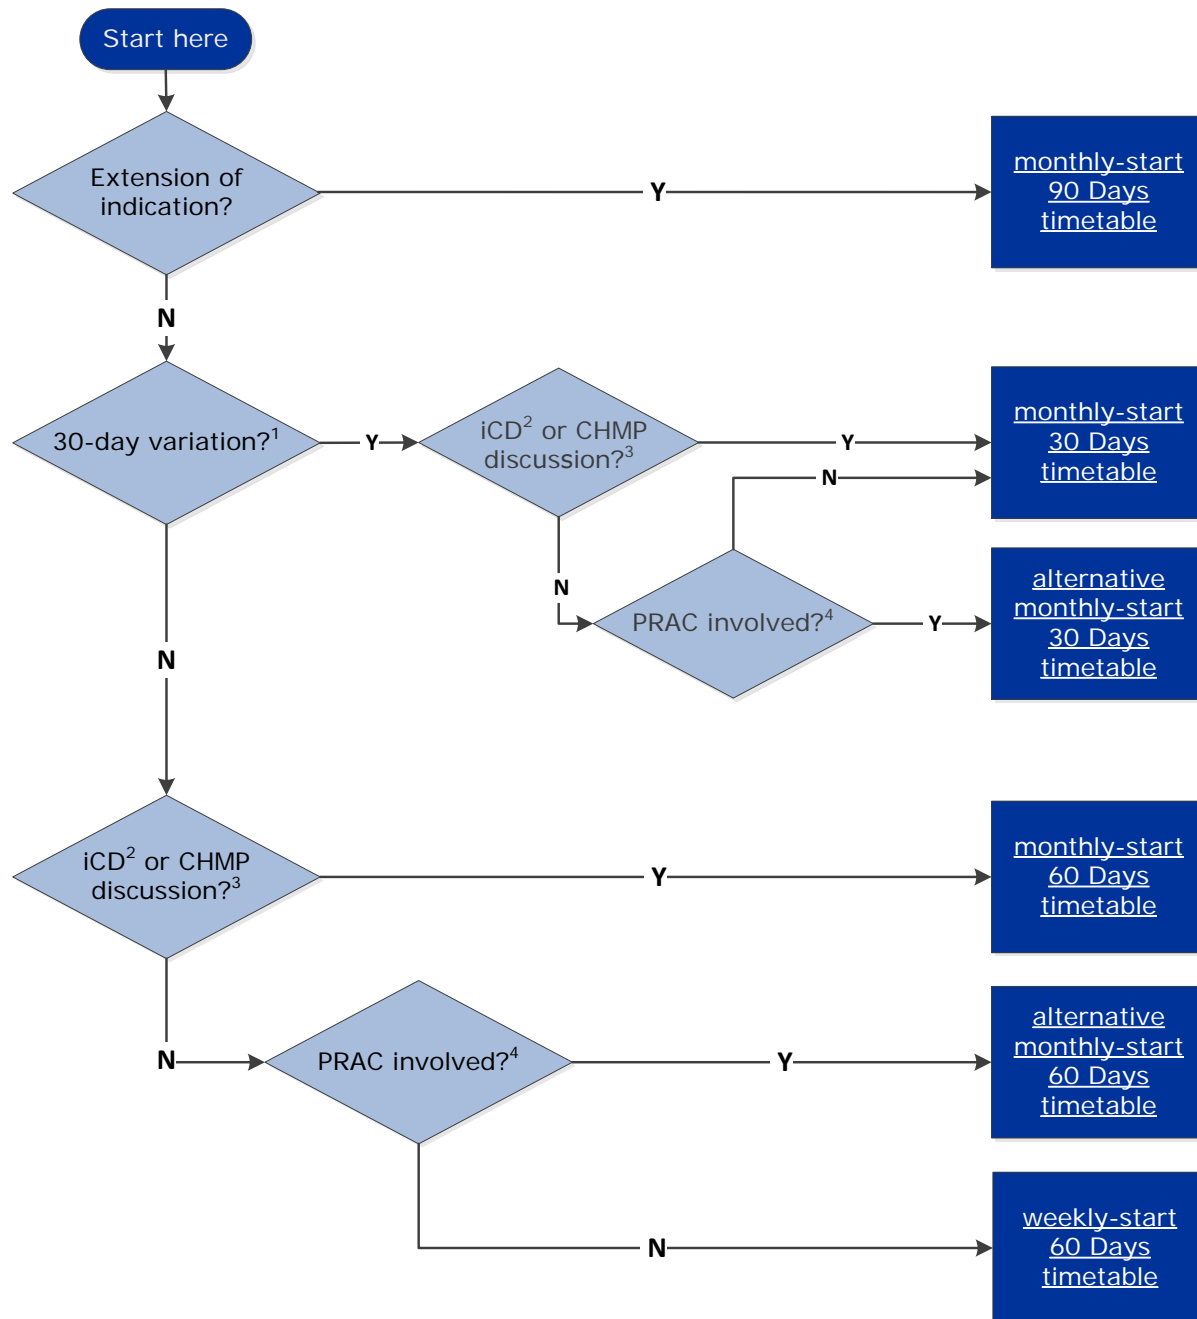 Start here
Extension of
indication?
Y
monthly-start
90 Days
timetable
N
30-day variation?¹
Y
iCD² or CHMP
discussion?³
Y
monthly-start
30 Days
timetable
N
N
PRAC involved?⁴
Y
alternative
monthly-start
30 Days
timetable
N
iCD² or CHMP
discussion?³
Y
monthly-start
60 Days
timetable
N
PRAC involved?⁴
Y
alternative
monthly-start
60 Days
timetable
N
weekly-start
60 Days
timetable